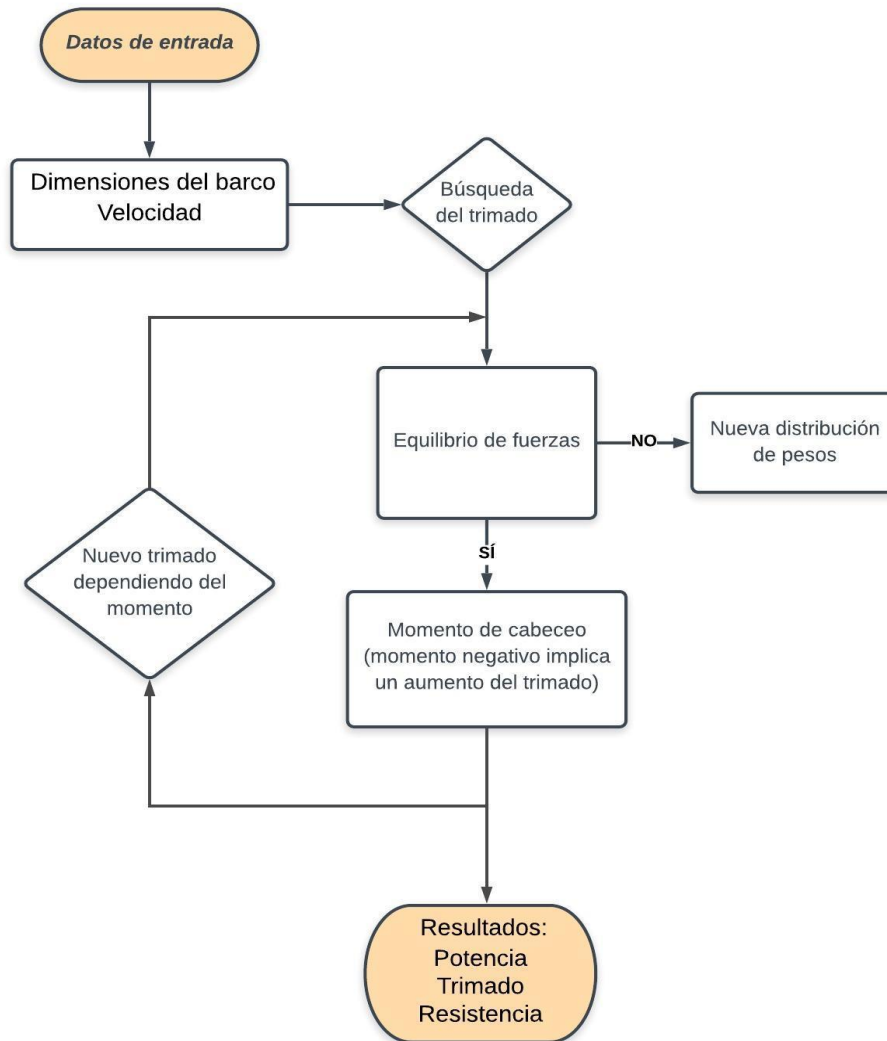 Datos de entrada
Dimensiones del barco
Velocidad
Búsqueda
del trimado
Equilibrio de fuerzas
NO
Nueva distribución
de pesos
SÍ
Nuevo trimado
dependiendo del
momento
Momento de cabeceo
(momento negativo implica
un aumento del trimado)
Resultados:
Potencia
Trimado
Resistencia